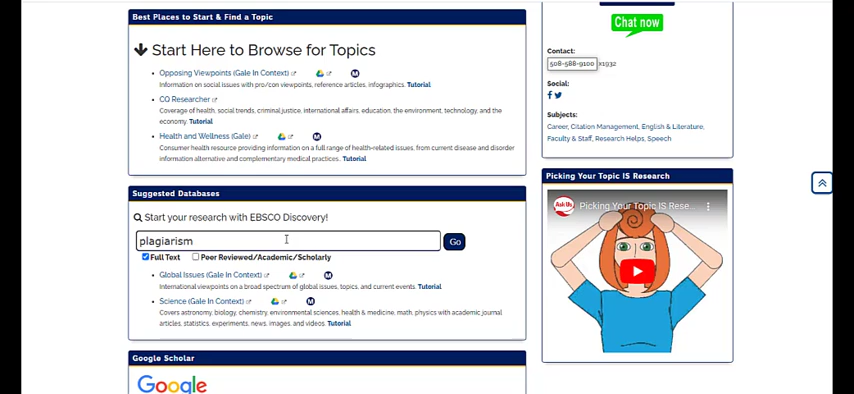 Best Places to Start & Find a Topic
Start Here to Browse for Topics
Opposing Viewpoints (Gale In Context)
Information on social issues with pro/con viewpoints, reference articles, infographics. Tutorial
CQ Researcher
Coverage of health, social trends, criminal justice, international affairs, education, the environment, technology, and the
economy. Tutorial
Health and Wellness (Gale)
Consumer health resource providing information on a full range of health-related issues, from current disease and disorder
information alternative and complementary medical practices. Tutorial
Suggested Databases
Start your research with EBSCO Discovery!
plagiarism
Go
Full Text Peer Reviewed/Academic/Scholarly
Global Issues (Gale In Context)
International viewpoints on a broad spectrum of global issues, topics, and current events. Tutorial
Science (Gale In Context)
Covers astronomy, biology, chemistry, environmental sciences, health & medicine, math, physics with academic journal
articles, statistics, experiments, news, images, and videos. Tutorial
Google Scholar
Google
Chat now
Contact:
508-588-9100 x1932
Social:
Subjects:
Career, Citation Management, English & Literature,
Faculty & Staff, Research Helps, Speech
Picking Your Topic IS Research
Ask Us
Picking Your Topic IS Rese...